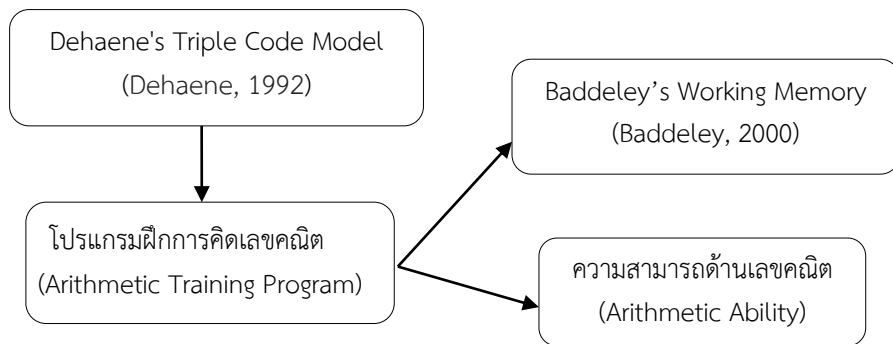 Dehaene's Triple Code Model
(Dehaene, 1992)
Baddeley's Working Memory
(Baddeley, 2000)
โปรแกรมฝึกการคิดเลขคณิต
(Arithmetic Training Program)
ความสามารถด้านเลขคณิต
(Arithmetic Ability)